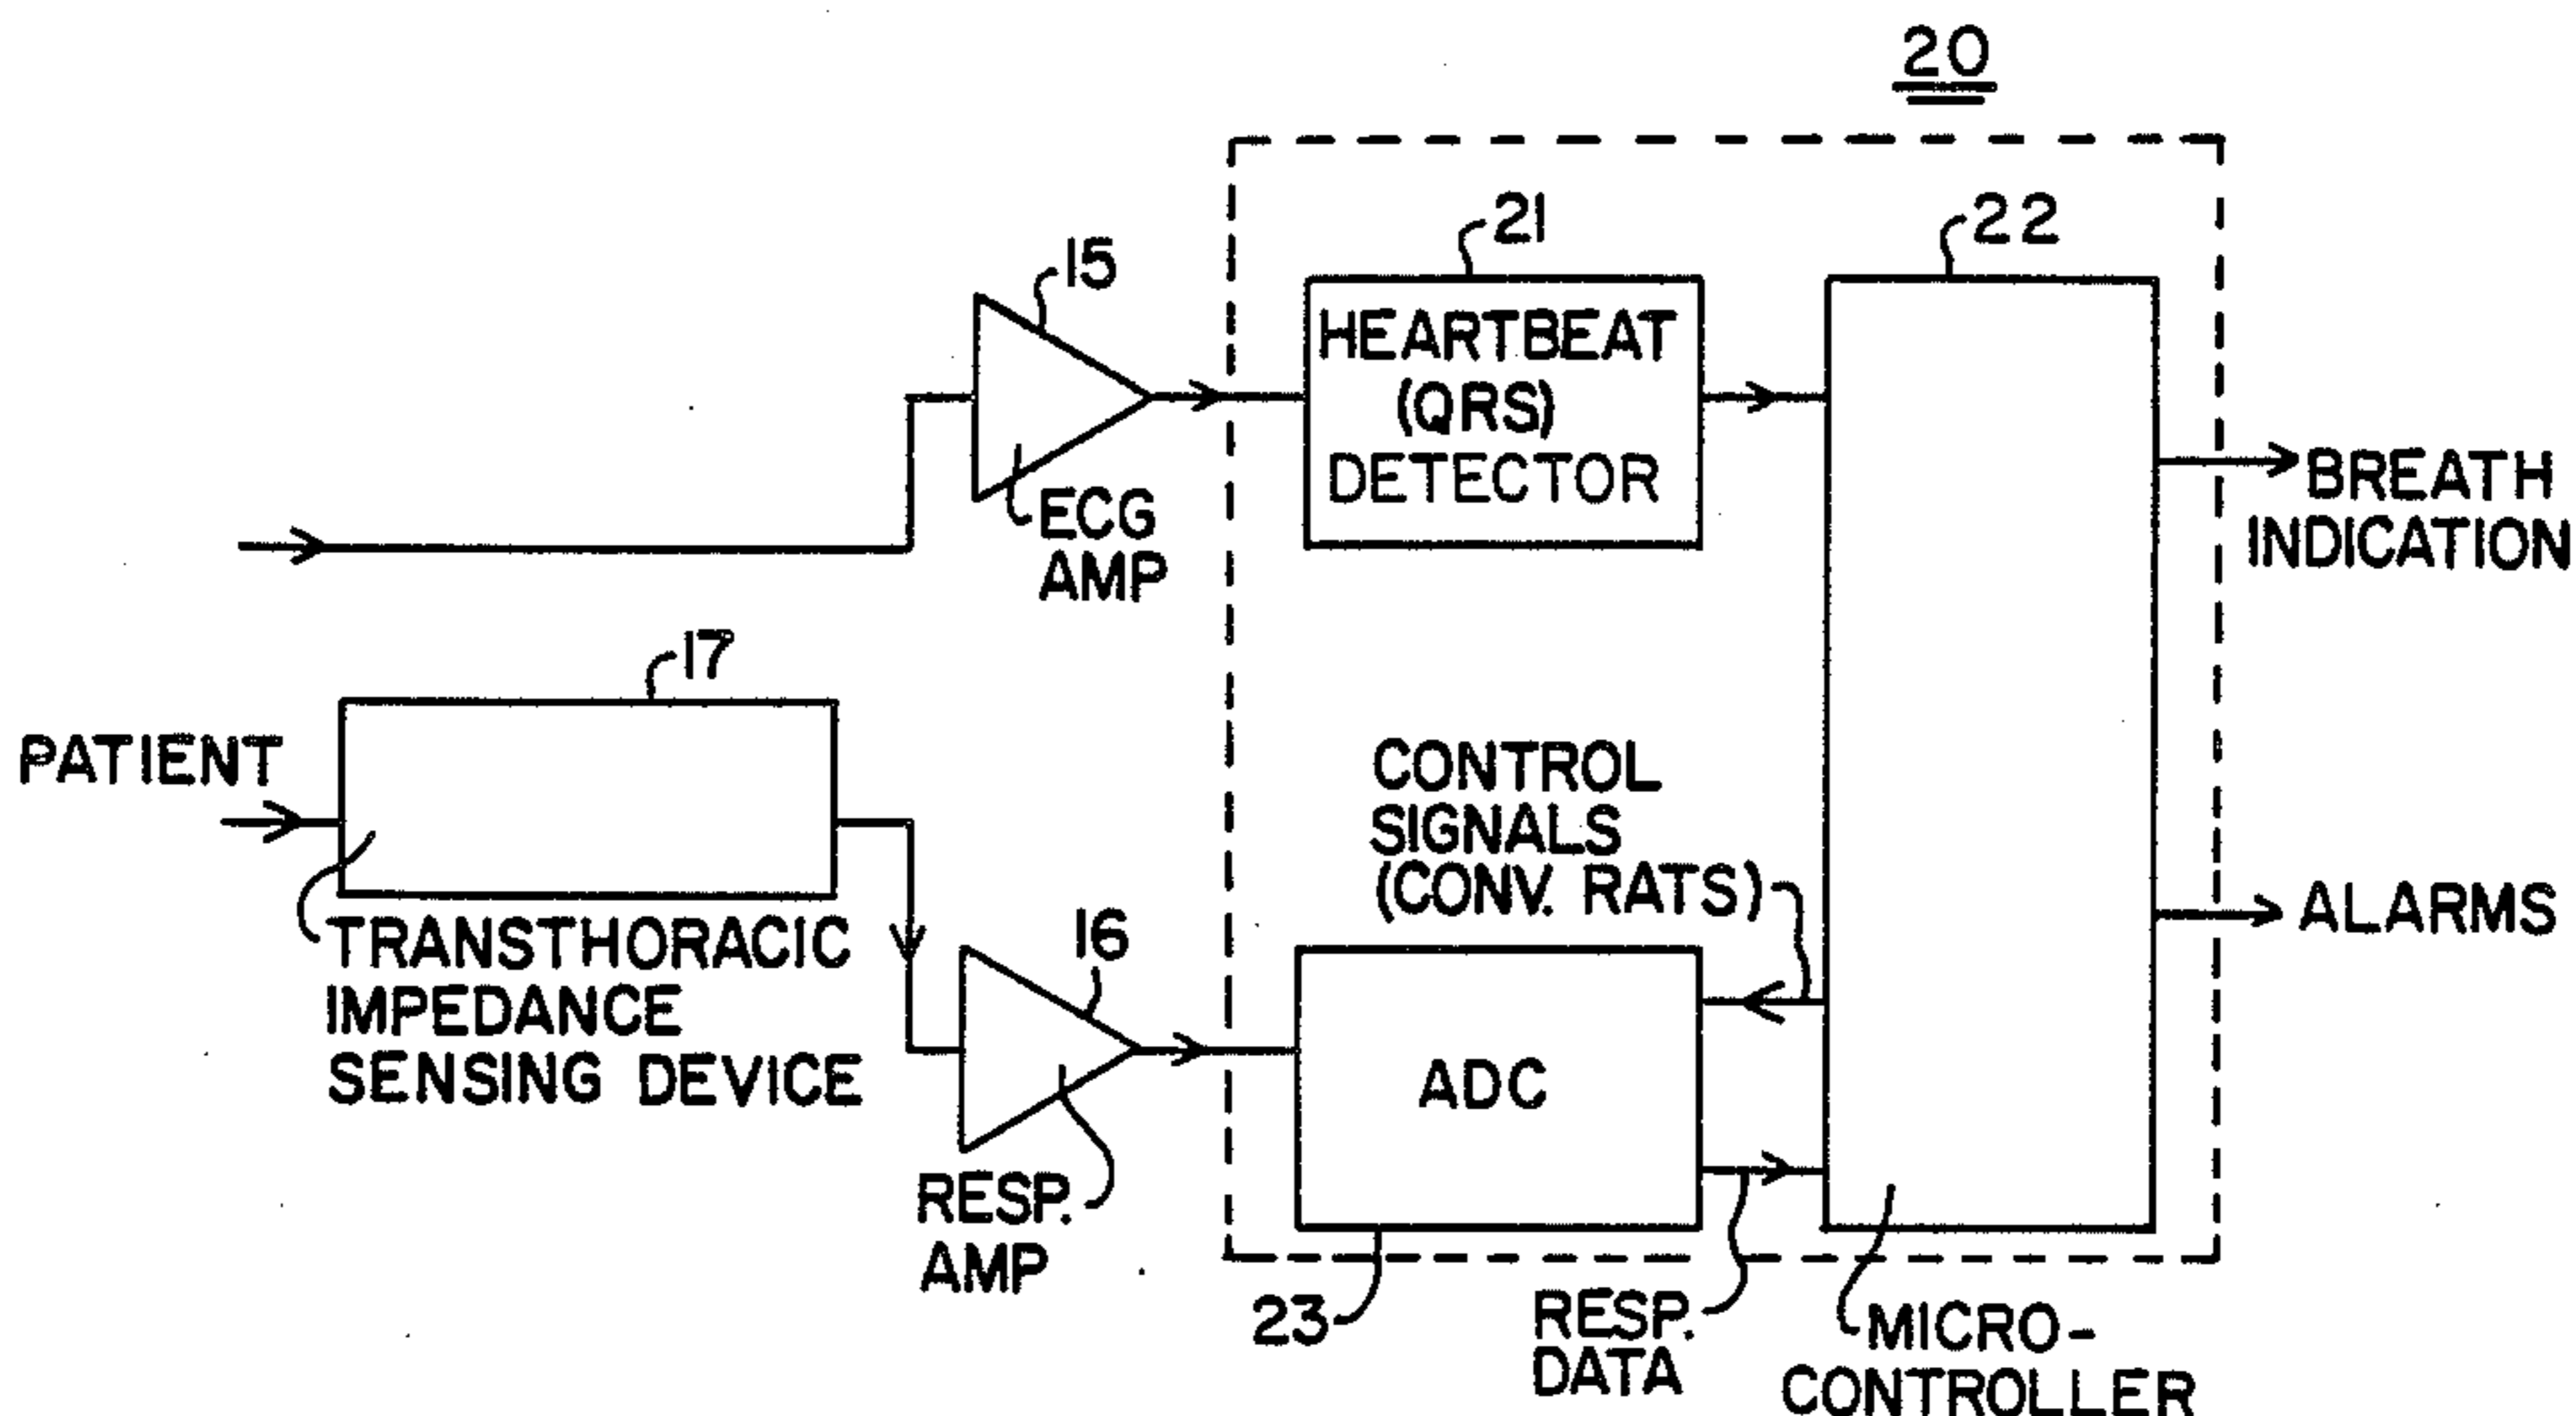 20
21
22
15
HEARTBEAT
(QRS)
DETECTOR
ECG
AMP
BREATH
INDICATION
17
PATIENT
CONTROL
SIGNALS
(CONV. RATS)
ALARMS
TRANSTHORACIC
IMPEDANCE
SENSING DEVICE
16
ADC
RESP.
AMP
23
RESP.
DATA
MICRO-
CONTROLLER